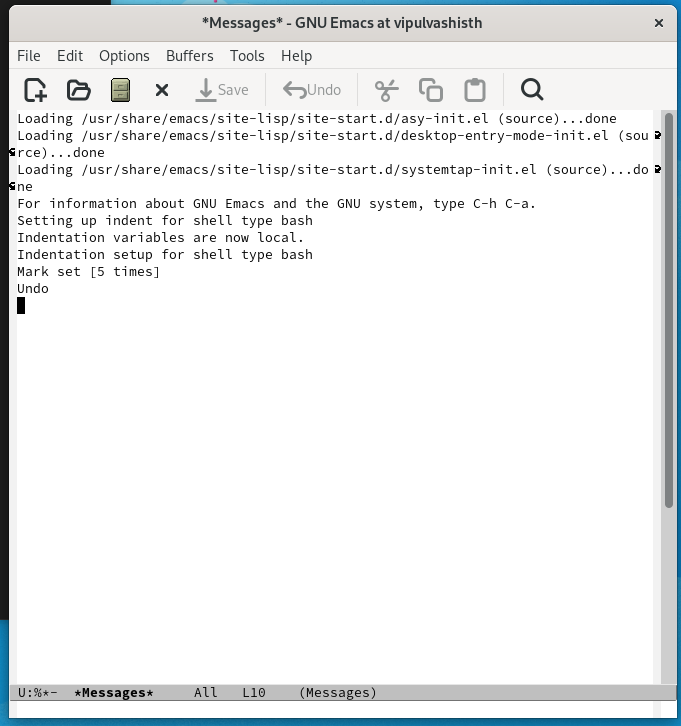 *Messages* - GNU Emacs at vipulvashisth
File Edit Options Buffers Tools Help
Save Undo
Loading /usr/share/emacs/site-lisp/site-start.d/asy-init.el (source)...done
Loading /usr/share/emacs/site-lisp/site-start.d/desktop-entry-mode-init.el (sou
rce)...done
Loading /usr/share/emacs/site-lisp/site-start.d/systemtap-init.el (source)...do
ne
For information about GNU Emacs and the GNU system, type C-h C-a.
Setting up indent for shell type bash
Indentation variables are now local.
Indentation setup for shell type bash
Mark set [5 times]
Undo
U:%*- *Messages* All L10 (Messages)